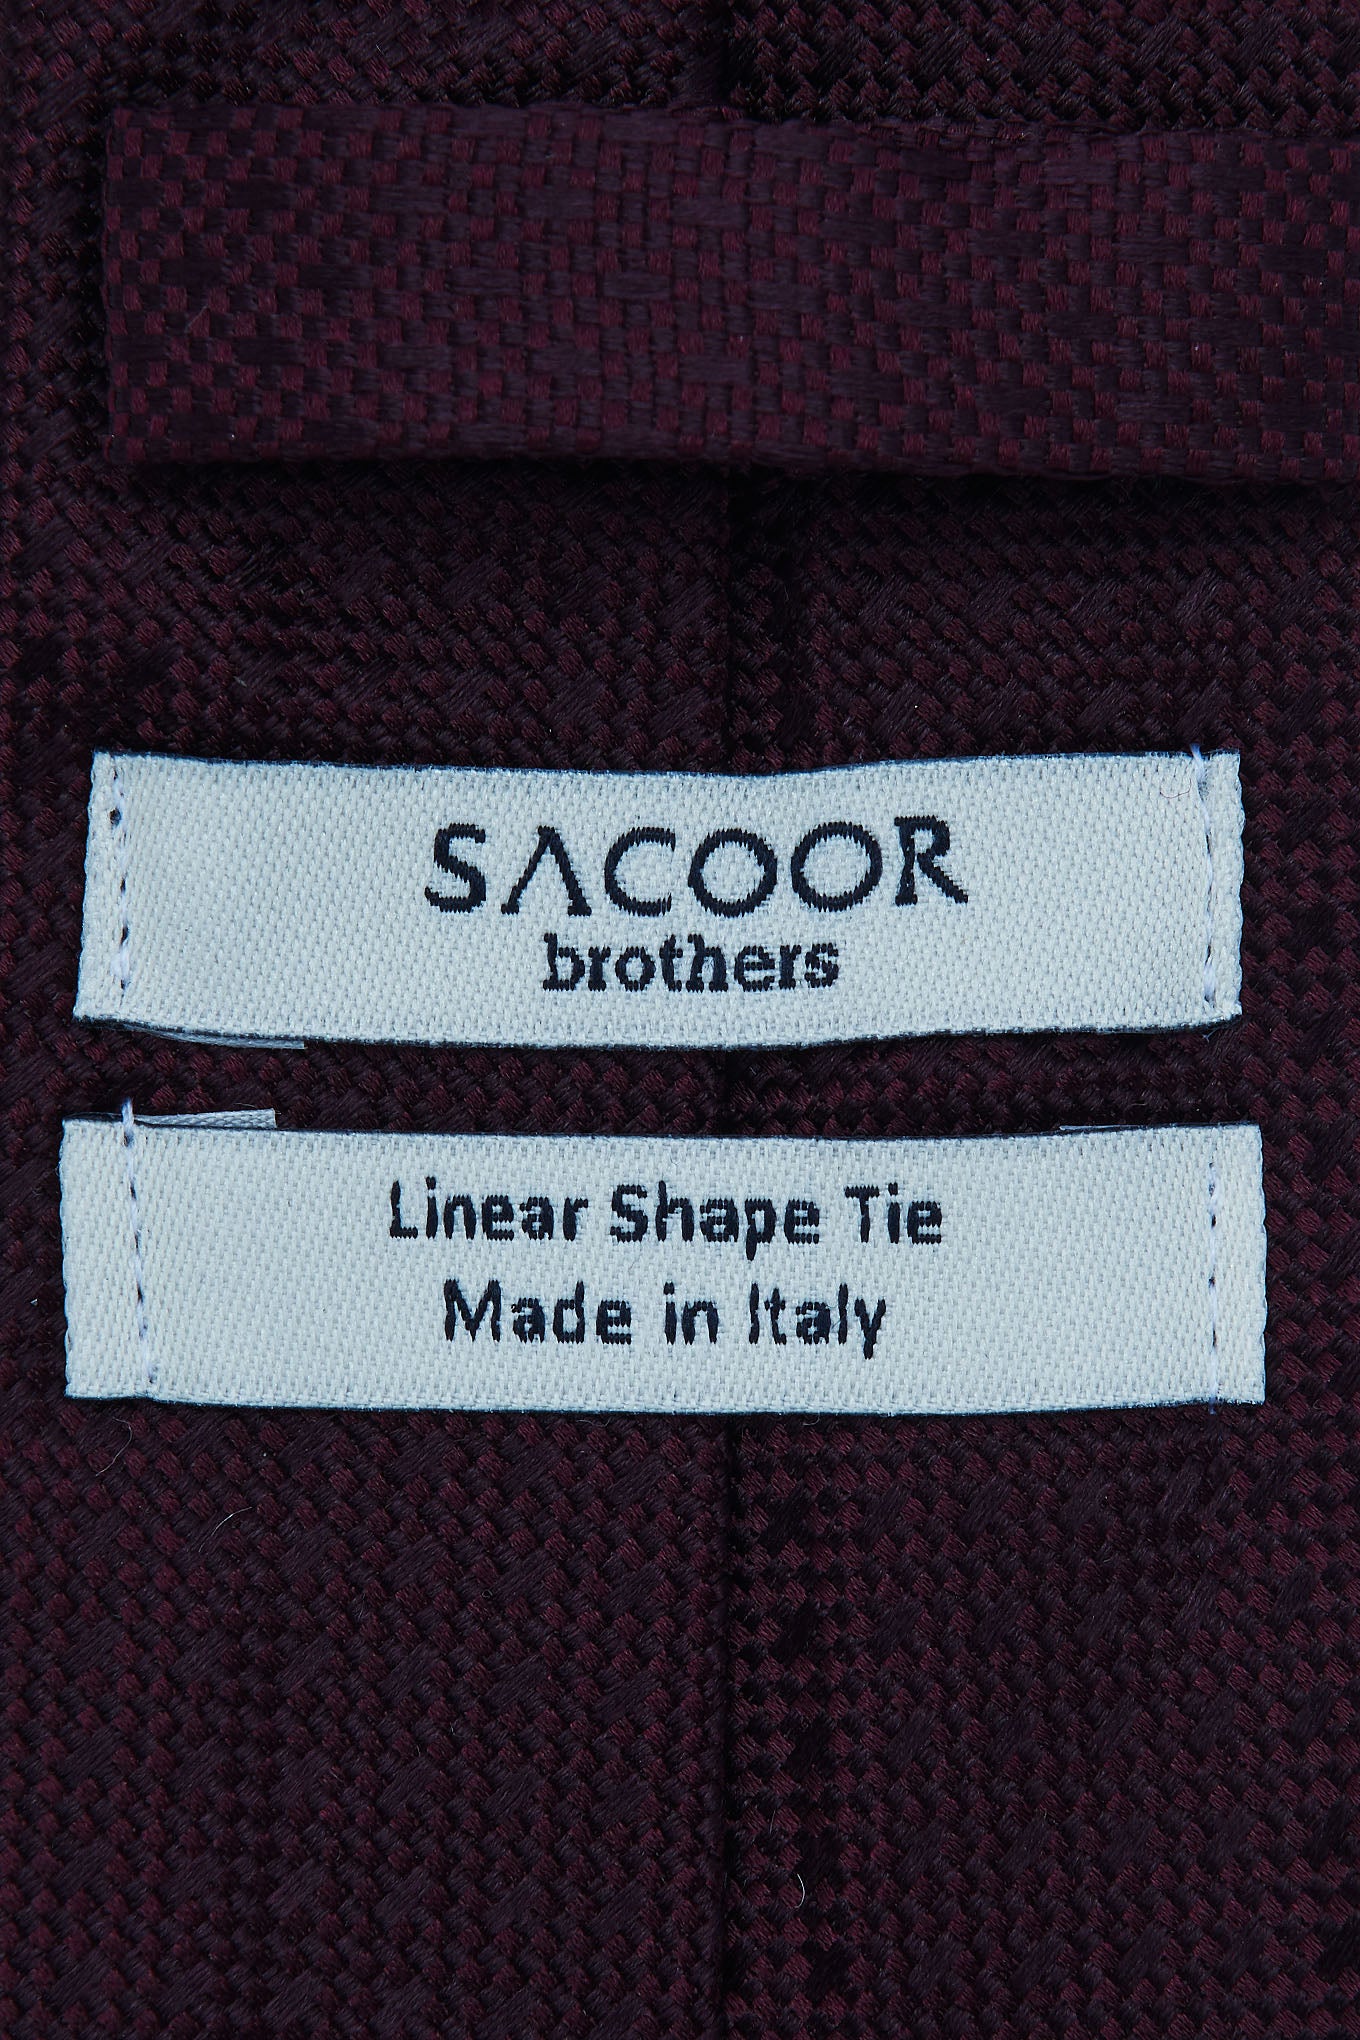 SACOOR
brothers
Linear Shape Tie
Made in Italy